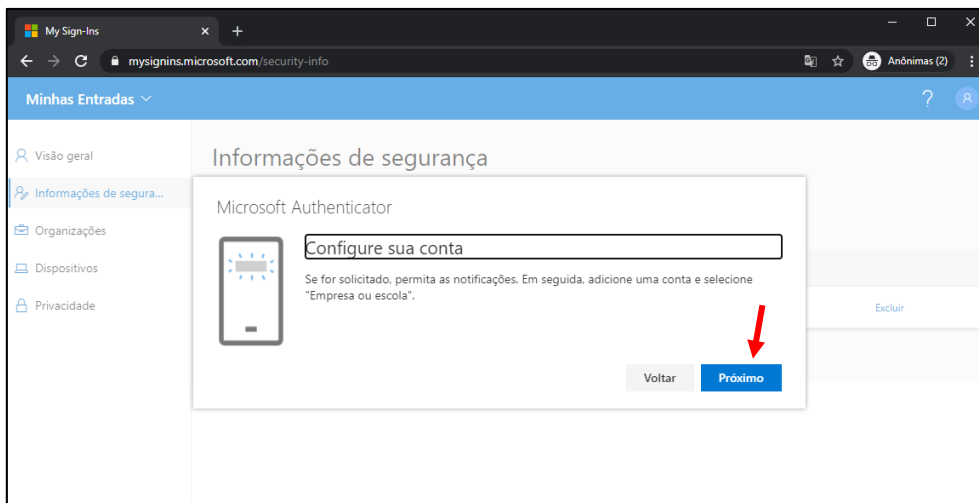 My Sign-Ins
mysignins.microsoft.com/security-info
Anônimas (2)
Minhas Entradas
?
Visão geral
Informações de segura...
Organizações
Dispositivos
Privacidade
Informações de segurança
Microsoft Authenticator
Configure sua conta
Se for solicitado, permita as notificações. Em seguida, adicione uma conta e selecione
"Empresa ou escola".
Excluir
Voltar
Próximo